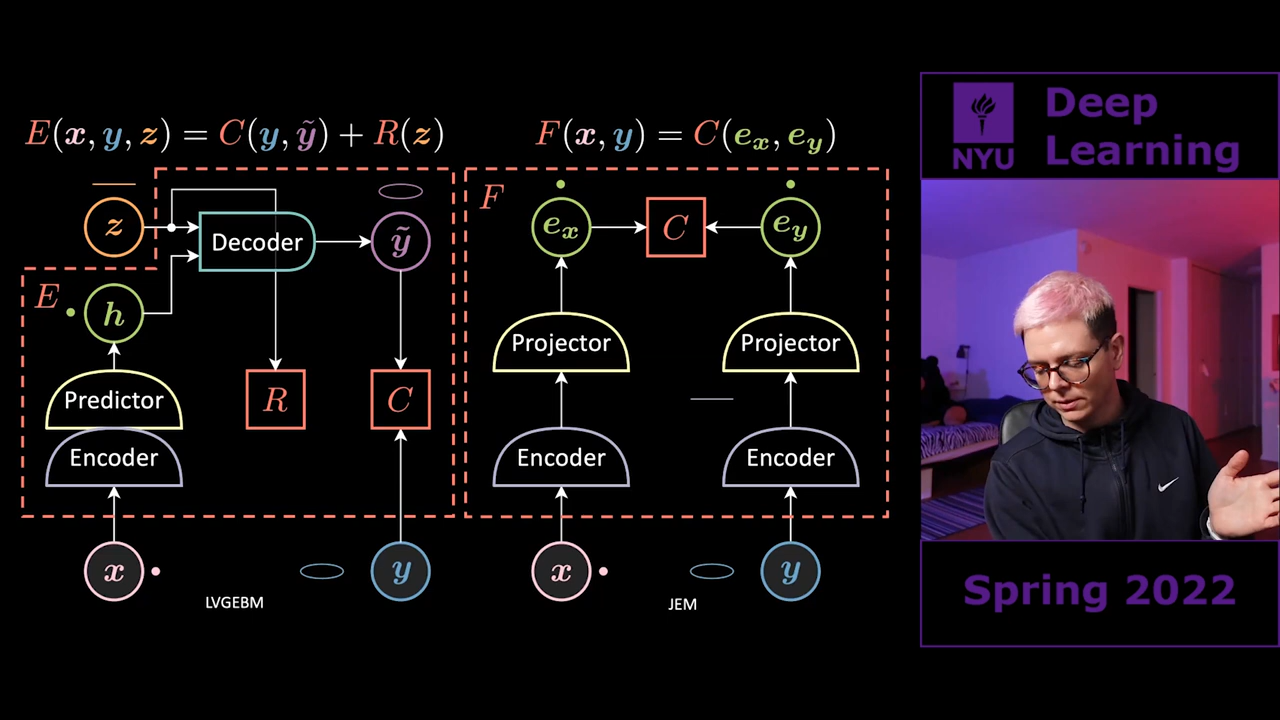 E(x, y, z) = C(y, ỹ) + R(z)
z
Decoder
ỹ
E
h
Predictor
Encoder
R
C
x
y
LVGEBM
F(x, y) = C(eₓ, e_y)
F
eₓ
C
e_y
Projector
Projector
Encoder
Encoder
x
y
JEM
NYU
Deep
Learning
Spring 2022